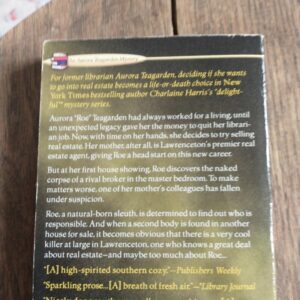 An Aurora Teagarden Mystery
For former librarian Aurora Teagarden, deciding if she wants
to go into real estate becomes a life-or-death choice in New
York Times bestselling author Charlaine Harris's "delight-
ful"™ mystery series.
Aurora "Roe" Teagarden had always worked for a living, until
an unexpected legacy gave her the money to quit her librari-
an job. Now, with time on her hands, she decides to try selling
real estate. Her mother, after all, is Lawrenceton's premier real
estate agent, giving Roe a head start on this new career.
But at her first house showing, Roe discovers the naked
corpse of a rival broker in the master bedroom. To make
matters worse, one of her mother's colleagues has fallen
under suspicion.
Roe, a natural-born sleuth, is determined to find out who is
responsible. And when a second body is found in another
house for sale, it becomes obvious that there is a very cool
killer at large in Lawrenceton, one who knows a great deal
about real estate—and maybe too much about Roe...
"[A] high-spirited southern cozy."—Publishers Weekly
"Sparkling prose...[A] breath of fresh air."—Library Journal